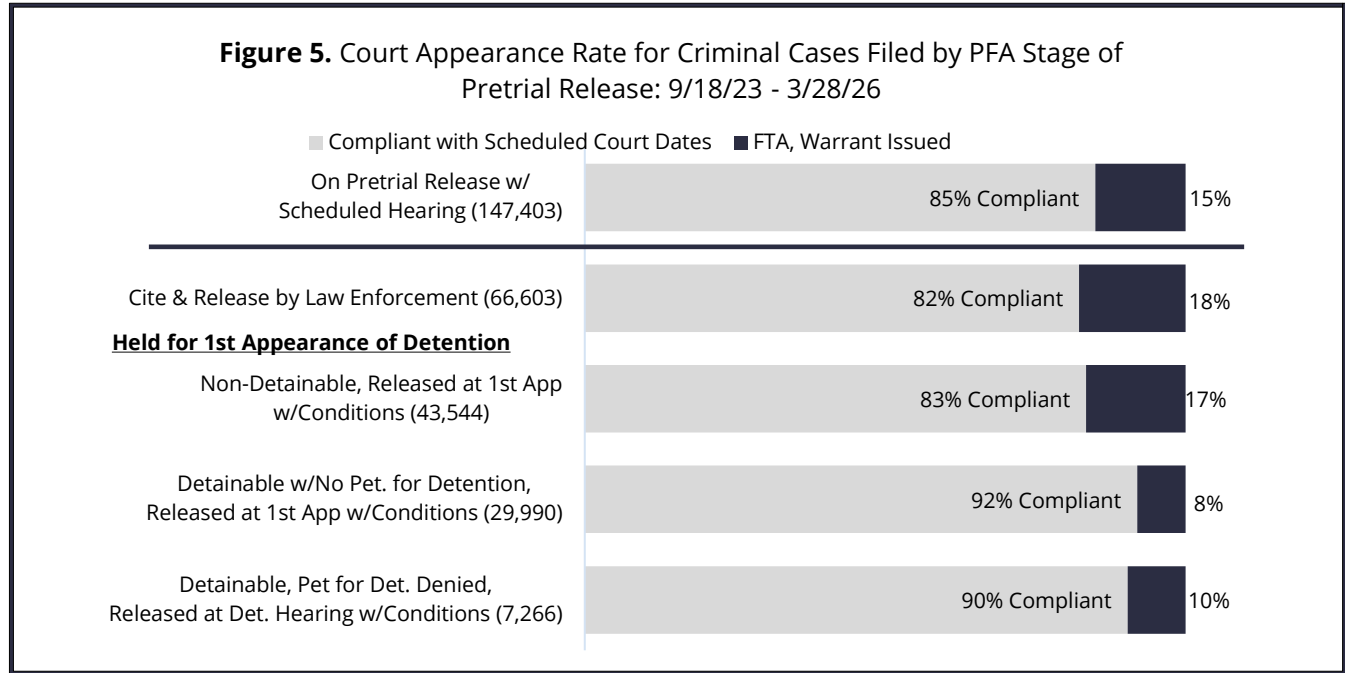 Figure 5. Court Appearance Rate for Criminal Cases Filed by PFA Stage of
Pretrial Release: 9/18/23 - 3/28/26
Compliant with Scheduled Court Dates FTA, Warrant Issued
On Pretrial Release w/
Scheduled Hearing (147,403)
85% Compliant 15%
Cite & Release by Law Enforcement (66,603)
82% Compliant 18%
Held for 1st Appearance of Detention
Non-Detainable, Released at 1st App
w/Conditions (43,544)
83% Compliant 17%
Detainable w/No Pet. for Detention,
Released at 1st App w/Conditions (29,990)
92% Compliant 8%
Detainable, Pet for Det. Denied,
Released at Det. Hearing w/Conditions (7,266)
90% Compliant 10%